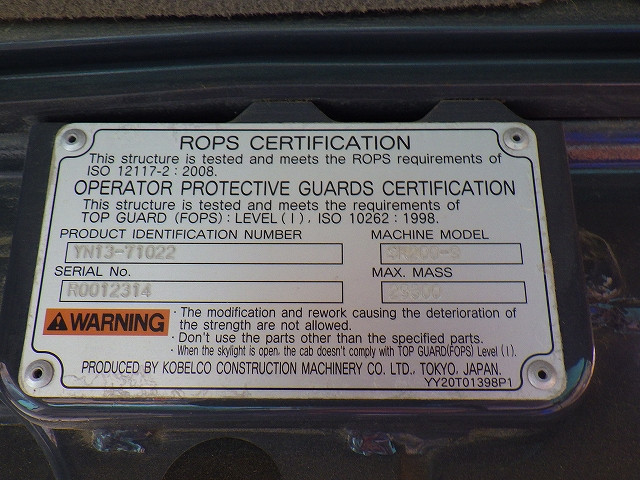 ROPS CERTIFICATION
This structure is tested and meets the ROPS requirements of
ISO 12117-2 : 2008.
OPERATOR PROTECTIVE GUARDS CERTIFICATION
This structure is tested and meets the requirements of
TOP GUARD (FOPS) : LEVEL ( I ) , ISO 10262 : 1998.
PRODUCT IDENTIFICATION NUMBER MACHINE MODEL
YN13-71022
SERIAL No. MAX. MASS
R0012314
WARNING
· The modification and rework causing the deterioration of
the strength are not allowed.
· Don't use the parts other than the specified parts.
· When the skylight is open, the cab doesn't comply with TOP GUARD(FOPS) Level ( I ).
PRODUCED BY KOBELCO CONSTRUCTION MACHINERY CO. LTD., TOKYO, JAPAN.
YY20T01398P1